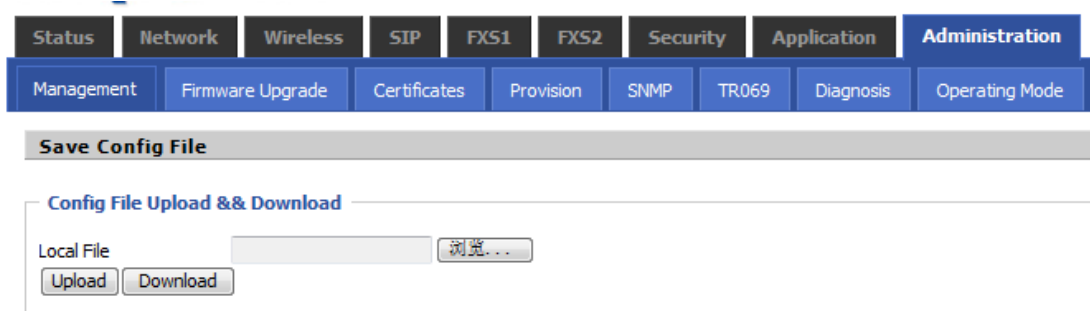 Status Network Wireless SIP FXS1 FXS2 Security Application Administration
Management Firmware Upgrade Certificates Provision SNMP TR069 Diagnosis Operating Mode
Save Config File
Config File Upload && Download
Local File 浏览...
Upload Download